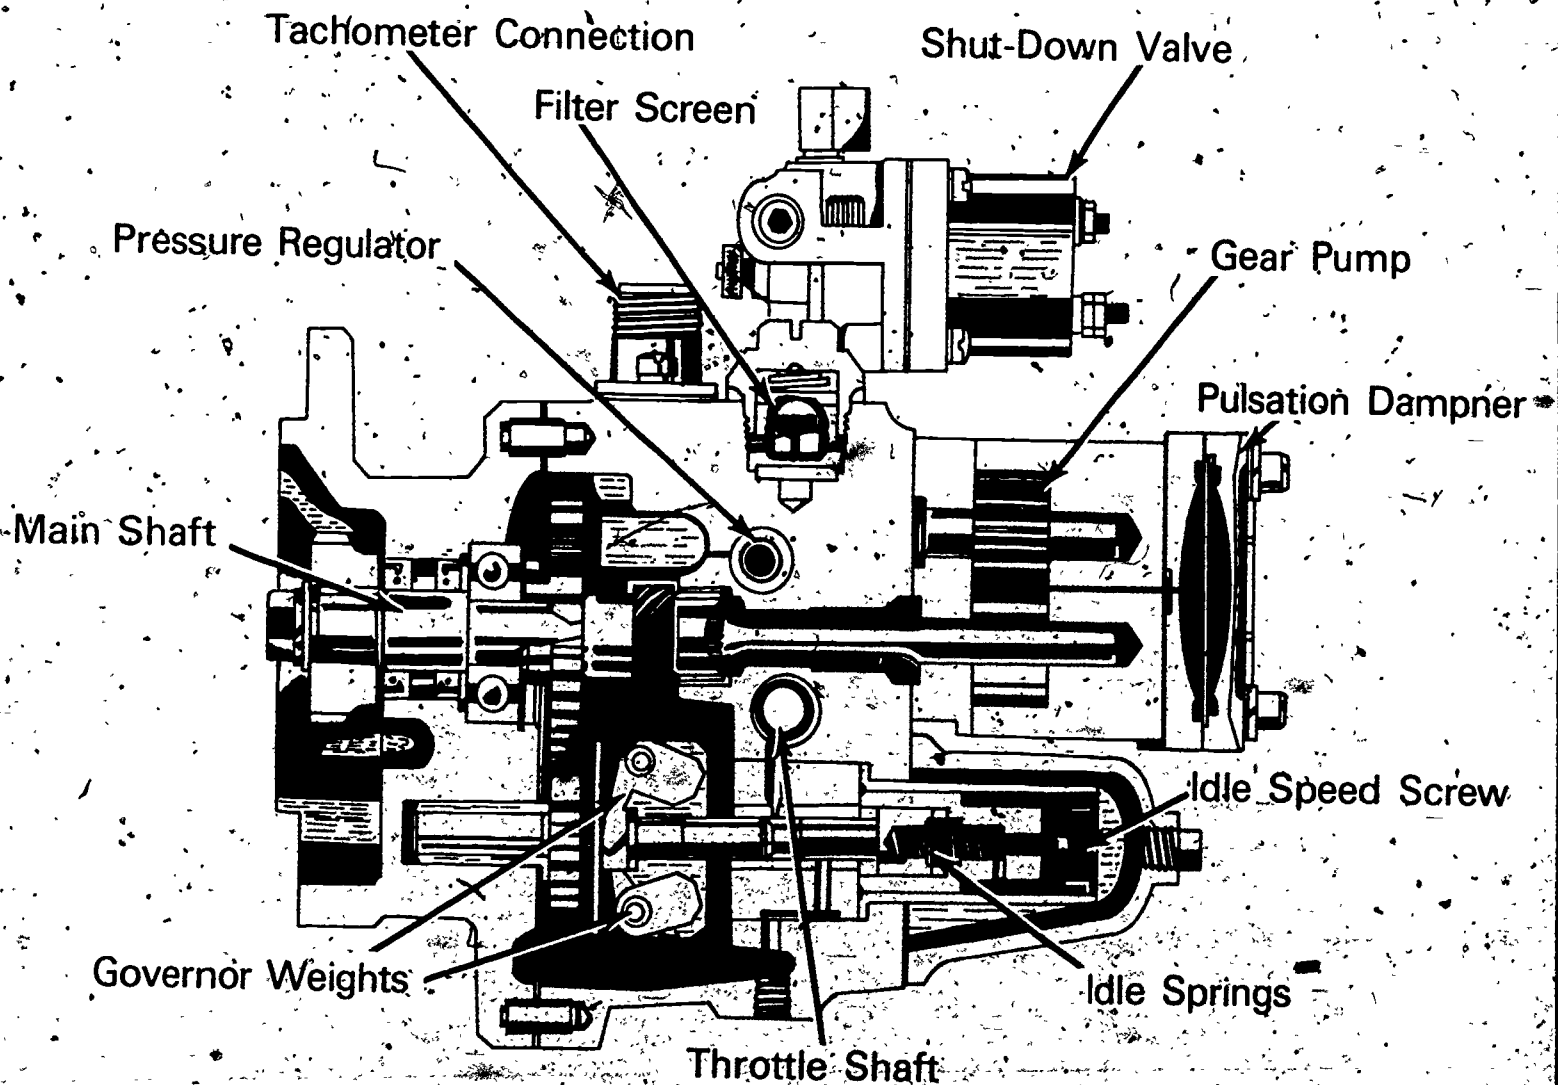 Tachometer Connection
Shut-Down Valve
Filter Screen
Pressure Regulator
Gear Pump
Pulsation Dampner
Main Shaft
Idle Speed Screw
Governor Weights
Idle Springs
Throttle Shaft